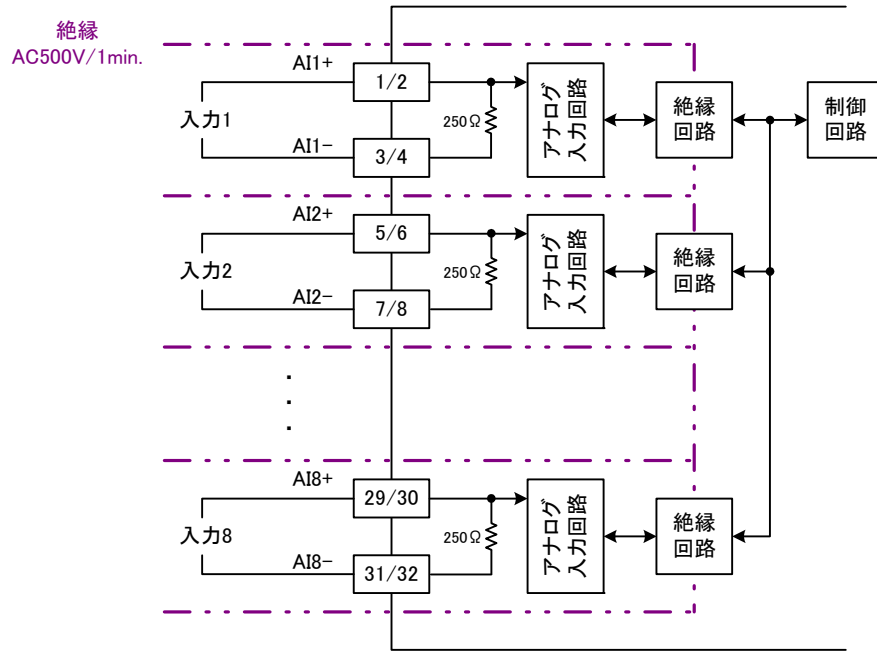 絶縁
AC500V/1min.
AI1+
1/2
入力1
250Ω
アナログ
入力回路
絶縁
回路
制御
回路
AI1-
3/4
AI2+
5/6
入力2
250Ω
アナログ
入力回路
絶縁
回路
AI2-
7/8
AI8+
29/30
入力8
250Ω
アナログ
入力回路
絶縁
回路
AI8-
31/32